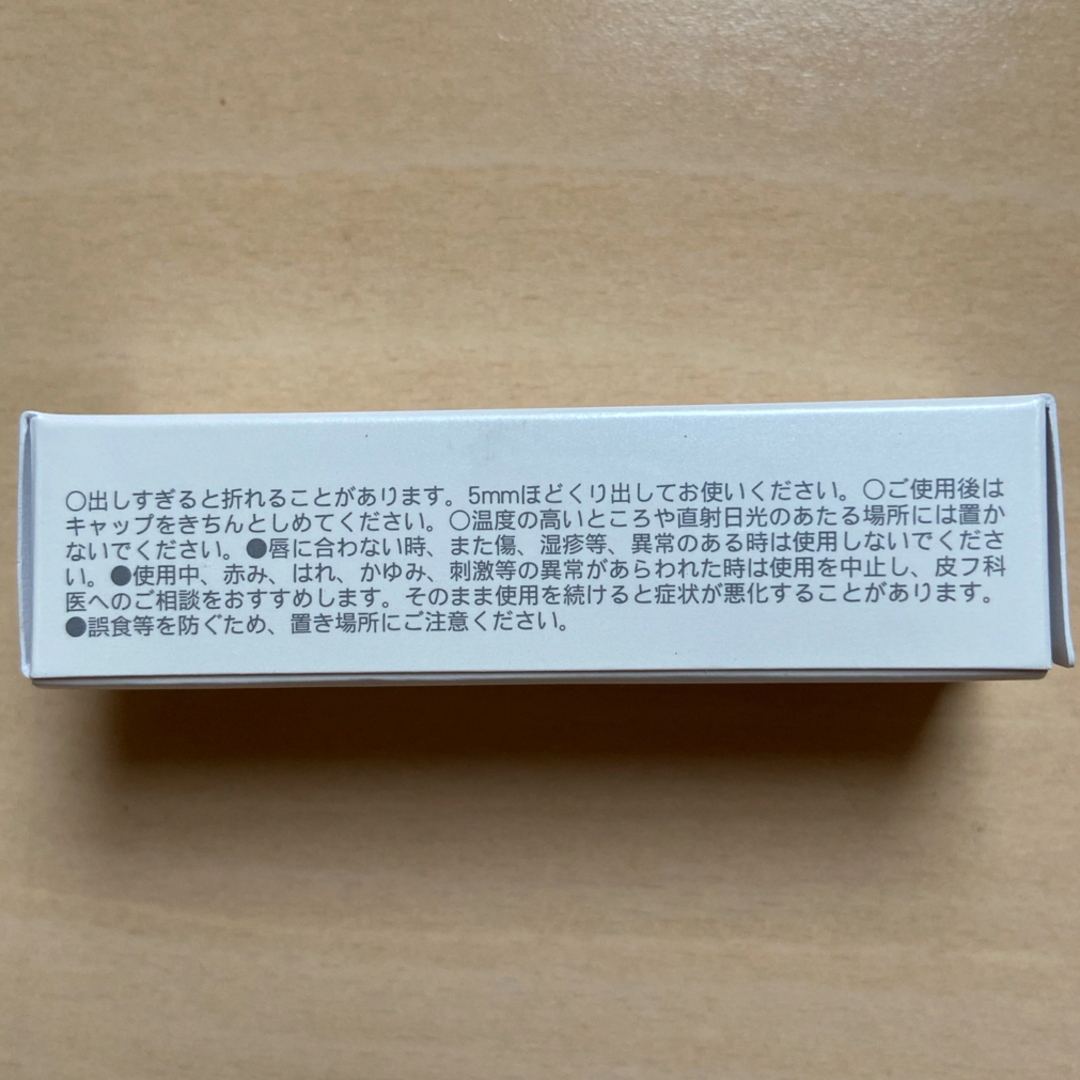 ○出しすぎると折れることがあります。5mmほどくり出してお使いください。○ご使用後は
キャップをきちんとしめてください。○温度の高いところや直射日光のあたる場所には置か
ないでください。●唇に合わない時、また傷、湿疹等、異常のある時は使用しないでくださ
い。●使用中、赤み、はれ、かゆみ、刺激等の異常があらわれた時は使用を中止し、皮フ科
医へのご相談をおすすめします。そのまま使用を続けると症状が悪化することがあります。
●誤食等を防ぐため、置き場所にご注意ください。